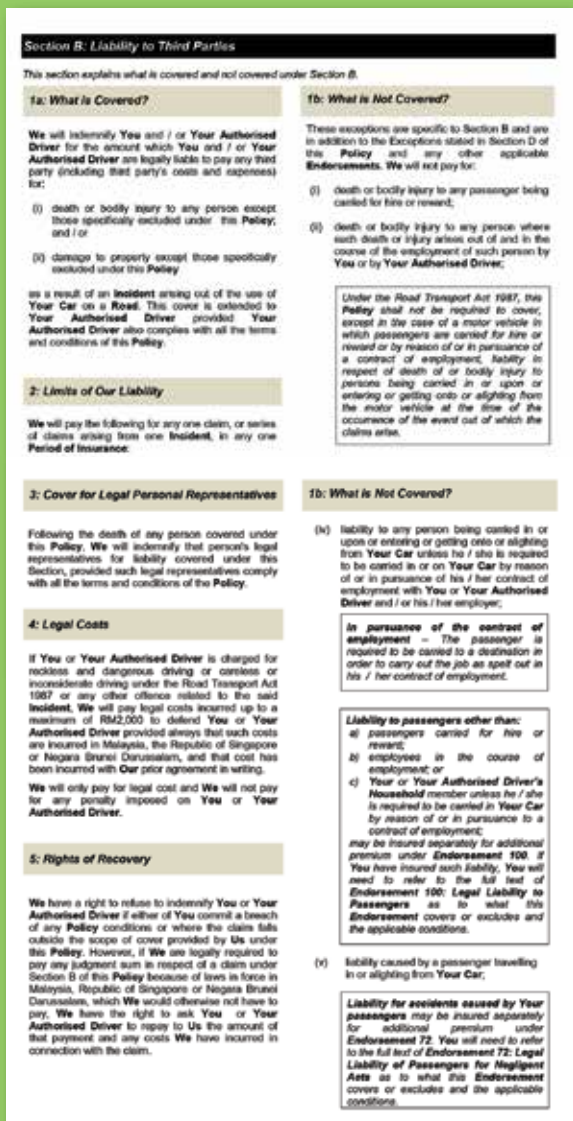 Section B: Liability to Third Parties
This section explains what is covered and not covered under Section B.
1a: What is Covered?
We will indemnify You and / or Your Authorised
Driver for the amount which You and / or Your
Authorised Driver are legally liable to pay any third
party (including third party's costs and expenses)
for:
(i) death or bodily injury to any person except
those specifically excluded under this Policy;
and / or
(ii) damage to property except those specifically
excluded under this Policy
as a result of an Incident arising out of the use of
Your Car on a Road. This cover is extended to
Your Authorised Driver provided Your
Authorised Driver also complies with all the terms
and conditions of this Policy.
2: Limits of Our Liability
We will pay the following for any one claim, or series
of claims arising from one Incident, in any one
Period of Insurance:
1b: What is Not Covered?
These exceptions are specific to Section B and are
in addition to the Exceptions stated in Section D of
this Policy and any other applicable
Endorsements. We will not pay for:
(i) death or bodily injury to any passenger being
carried for hire or reward;
(ii) death or bodily injury to any person where
such death or injury arises out of and in the
course of the employment of such person by
You or by Your Authorised Driver;
Under the Road Transport Act 1987, this
Policy shall not be required to cover,
except in the case of a motor vehicle in
which passengers are carried for hire or
reward or by reason of or in pursuance of
a contract of employment, liability in
respect of death of or bodily injury to
persons being carried in or upon or
entering or getting onto or alighting from
the motor vehicle at the time of the
occurrence of the event out of which the
claims arise.
3: Cover for Legal Personal Representatives
Following the death of any person covered under
this Policy, We will indemnify that person's legal
representatives for liability covered under this
Section, provided such legal representatives comply
with all the terms and conditions of the Policy.
4: Legal Costs
If You or Your Authorised Driver is charged for
reckless and dangerous driving or careless or
inconsiderate driving under the Road Transport Act
1987 or any other offence related to the said
Incident, We will pay legal costs incurred up to a
maximum of RM2,000 to defend You or Your
Authorised Driver provided always that such costs
are incurred in Malaysia, the Republic of Singapore
or Negara Brunei Darussalam, and that cost has
been incurred with Our prior agreement in writing.
We will only pay for legal cost and We will not pay
for any penalty imposed on You or Your
Authorised Driver.
5: Rights of Recovery
We have a right to refuse to indemnify You or Your
Authorised Driver if either of You commit a breach
of any Policy conditions or where the claim falls
outside the scope of cover provided by Us under
this Policy. However, if We are legally required to
pay any judgment sum in respect of a claim under
Section B of this Policy because of laws in force in
Malaysia, Republic of Singapore or Negara Brunei
Darussalam, which We would otherwise not have to
pay, We have the right to ask You or Your
Authorised Driver to repay to Us the amount of
that payment and any costs We have incurred in
connection with the claim.
1b: What is Not Covered?
(iv) liability to any person being carried in or
upon or entering or getting onto or alighting
from Your Car unless he / she is required
to be carried in or on Your Car by reason
of or in pursuance of his / her contract of
employment with You or Your Authorised
Driver and / or his / her employer;
In pursuance of the contract of
employment – The passenger is
required to be carried to a destination in
order to carry out the job as spelt out in
his / her contract of employment.
Liability to passengers other than:
a) passengers carried for hire or
reward;
b) employees in the course of
employment; or
c) Your or Your Authorised Driver's
Household member unless he / she
is required to be carried in Your Car
by reason of or in pursuance to a
contract of employment;
may be insured separately for additional
premium under Endorsement 100. If
You have insured such liability, You will
need to refer to the full text of
Endorsement 100: Legal Liability to
Passengers as to what this
Endorsement covers or excludes and
the applicable conditions.
(v) liability caused by a passenger travelling
in or alighting from Your Car;
Liability for accidents caused by Your
passengers may be insured separately
for additional premium under
Endorsement 72. You will need to refer
to the full text of Endorsement 72: Legal
Liability of Passengers for Negligent
Acts as to what this Endorsement
covers or excludes and the applicable
conditions.